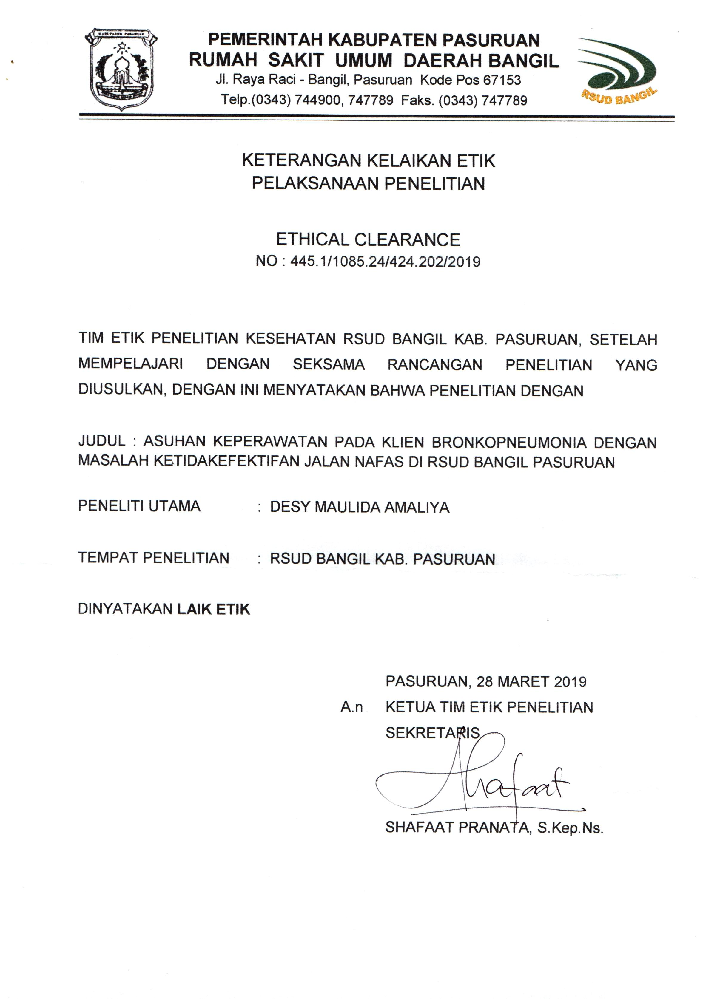 KABUPATEN PASURUAN
PEMERINTAH KABUPATEN PASURUAN
RUMAH SAKIT UMUM DAERAH BANGIL
Jl. Raya Raci - Bangil, Pasuruan Kode Pos 67153
Telp.(0343) 744900, 747789 Faks. (0343) 747789
RSUD BANGIL
KETERANGAN KELAIKAN ETIK
PELAKSANAAN PENELITIAN
ETHICAL CLEARANCE
NO : 445.1/1085.24/424.202/2019
TIM ETIK PENELITIAN KESEHATAN RSUD BANGIL KAB. PASURUAN, SETELAH
MEMPELAJARI DENGAN SEKSAMA RANCANGAN PENELITIAN YANG
DIUSULKAN, DENGAN INI MENYATAKAN BAHWA PENELITIAN DENGAN
JUDUL : ASUHAN KEPERAWATAN PADA KLIEN BRONKOPNEUMONIA DENGAN
MASALAH KETIDAKEFEKTIFAN JALAN NAFAS DI RSUD BANGIL PASURUAN
PENELITI UTAMA : DESY MAULIDA AMALIYA
TEMPAT PENELITIAN : RSUD BANGIL KAB. PASURUAN
DINYATAKAN LAIK ETIK
PASURUAN, 28 MARET 2019
A.n KETUA TIM ETIK PENELITIAN
SEKRETARIS
Shafaat
SHAFAAT PRANATA, S.Kep.Ns.